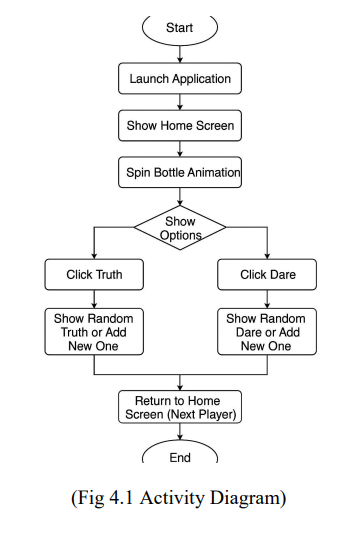 Start
Launch Application
Show Home Screen
Spin Bottle Animation
Show
Options
Click Truth
Click Dare
Show Random
Truth or Add
New One
Show Random
Dare or Add
New One
Return to Home
Screen (Next Player)
End
(Fig 4.1 Activity Diagram)